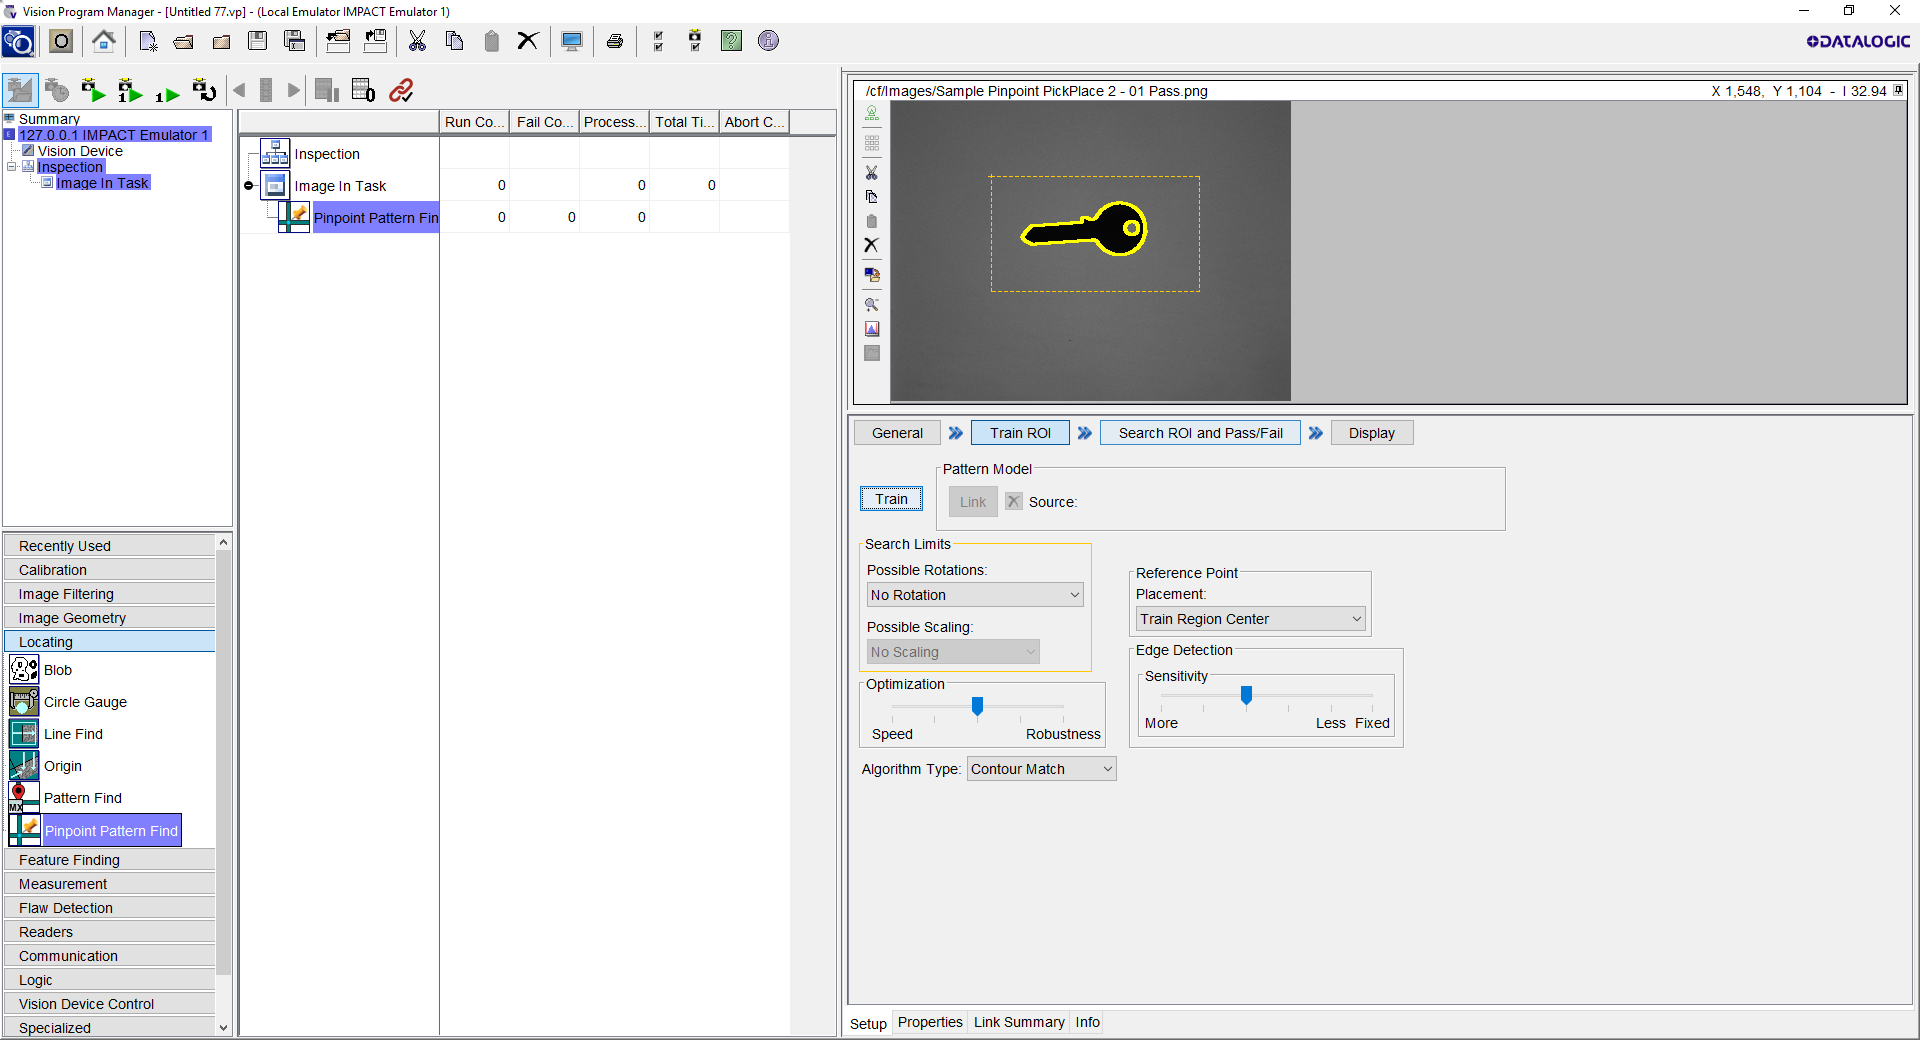 Vision Program Manager - [Untitled 77.vp] - (Local Emulator IMPACT Emulator 1)
DATALOGIC
Summary
127.0.0.1 IMPACT Emulator 1
Vision Device
Inspection
Image In Task
Recently Used
Calibration
Image Filtering
Image Geometry
Locating
Blob
Circle Gauge
Line Find
Origin
MX
Pattern Find
Pinpoint Pattern Find
Feature Finding
Measurement
Flaw Detection
Readers
Communication
Logic
Vision Device Control
Specialized
Run Co... Fail Co... Process... Total Ti... Abort C...
Inspection
Image In Task 0 0 0
Pinpoint Pattern Fin 0 0 0
/cf/Images/Sample Pinpoint PickPlace 2 - 01 Pass.png X 1,548, Y 1,104 - I 32.94
General Train ROI Search ROI and Pass/Fail Display
Train
Pattern Model
Link Source:
Search Limits
Possible Rotations:
No Rotation
Possible Scaling:
No Scaling
Reference Point
Placement:
Train Region Center
Optimization
Speed Robustness
Edge Detection
Sensitivity
More Less Fixed
Algorithm Type: Contour Match
Setup Properties Link Summary Info